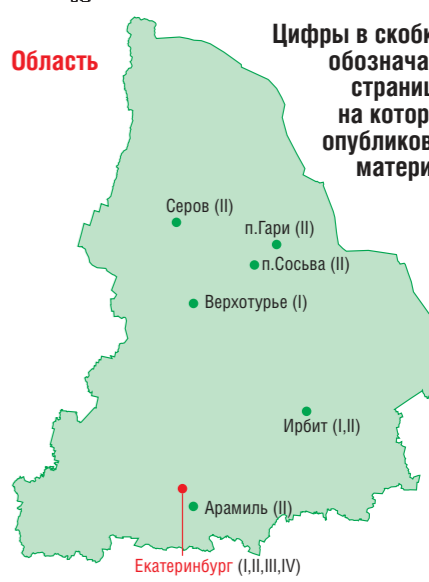 Область
Цифры в
обознача
страниц
на котор
опубликов
матери
Серов (II)
п.Гари (II)
п.Сосьва (II)
Верхотурье (I)
Ирбит (I,II)
Арамиль (II)
Екатеринбург (I,II,III,IV)